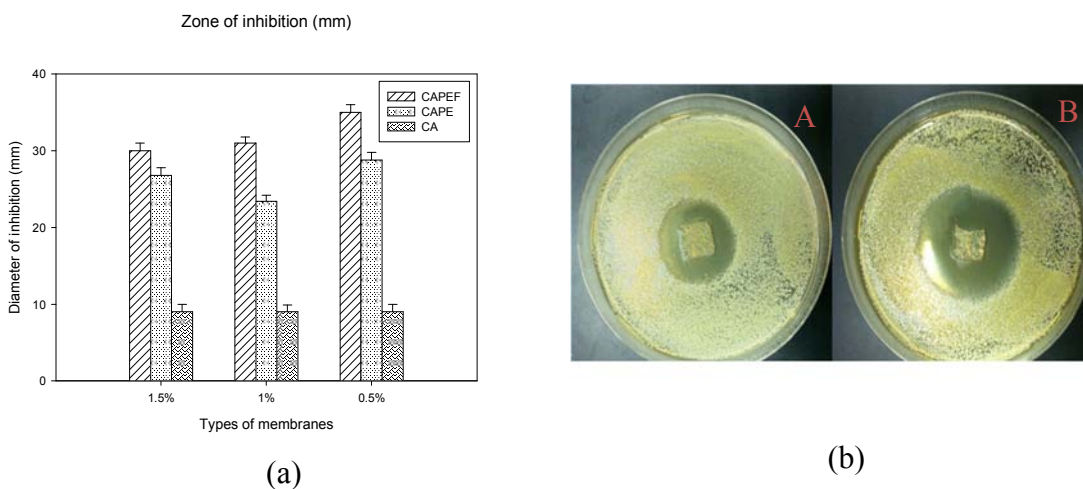 Zone of inhibition (mm)
40
30
20
10
0
Diameter of inhibition (mm)
CAPEF
CAPE
CA
1.5%
1%
0.5%
Types of membranes
(a)
A
B
(b)